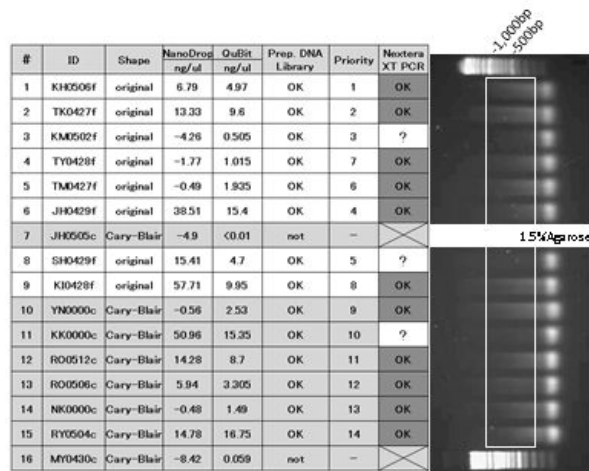 ~1,000bp
~500bp
# ID Shape NanoDrop ng/ul QuBit ng/ul Prep. DNA Library Priority Nextera XT PCR
1 KH0506f original 6.79 4.97 OK 1 OK
2 TK0427f original 13.33 9.6 OK 2 OK
3 KM0502f original -4.26 0.505 OK 3 ?
4 TY0428f original -1.77 1.015 OK 7 OK
5 TM0427f original -0.49 1.935 OK 6 OK
6 JH0429f original 38.51 15.4 OK 4 OK
7 JH0505c Cary-Blair -4.9 <0.01 not -
1.5%Agarose
8 SH0429f original 15.41 4.7 OK 5 ?
9 KI0428f original 57.71 9.95 OK 8 OK
10 YN0000c Cary-Blair -0.56 2.53 OK 9 OK
11 KK0000c Cary-Blair 50.96 15.35 OK 10 ?
12 RO0512c Cary-Blair 14.28 8.7 OK 11 OK
13 RO0506c Cary-Blair 5.94 3.305 OK 12 OK
14 NK0000c Cary-Blair -0.48 1.49 OK 13 OK
15 RY0504c Cary-Blair 14.78 16.75 OK 14 OK
16 MY0430c Cary-Blair -8.42 0.059 not -